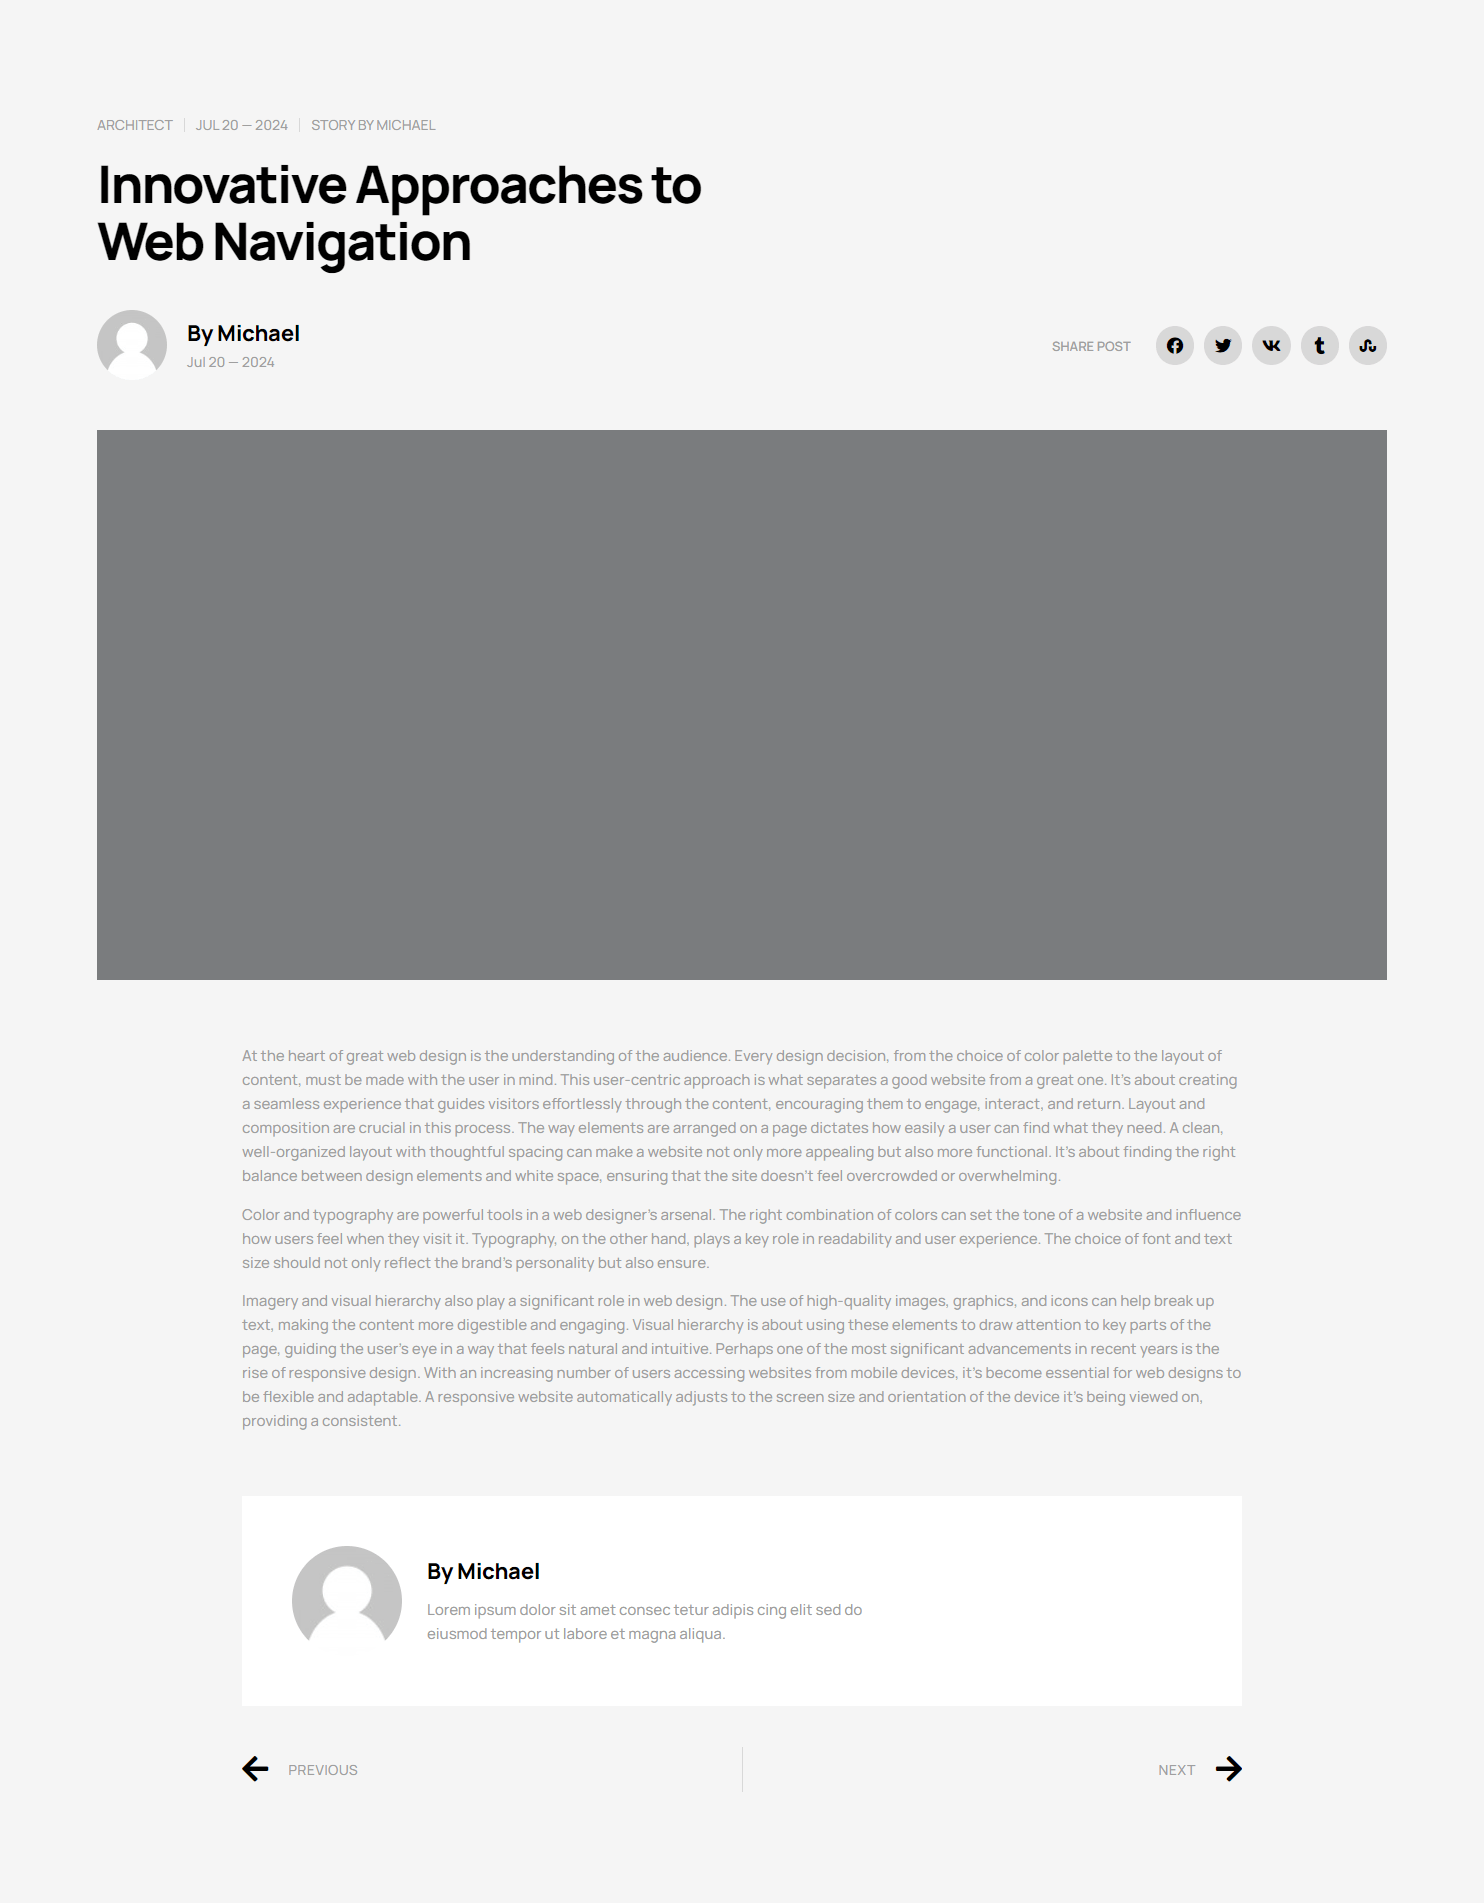 ARCHITECT | JUL 20 — 2024 | STORY BY MICHAEL
Innovative Approaches to
Web Navigation
By Michael
Jul 20 — 2024
SHARE POST
At the heart of great web design is the understanding of the audience. Every design decision, from the choice of color palette to the layout of
content, must be made with the user in mind. This user-centric approach is what separates a good website from a great one. It’s about creating
a seamless experience that guides visitors effortlessly through the content, encouraging them to engage, interact, and return. Layout and
composition are crucial in this process. The way elements are arranged on a page dictates how easily a user can find what they need. A clean,
well-organized layout with thoughtful spacing can make a website not only more appealing but also more functional. It’s about finding the right
balance between design elements and white space, ensuring that the site doesn’t feel overcrowded or overwhelming.
Color and typography are powerful tools in a web designer’s arsenal. The right combination of colors can set the tone of a website and influence
how users feel when they visit it. Typography, on the other hand, plays a key role in readability and user experience. The choice of font and text
size should not only reflect the brand’s personality but also ensure.
Imagery and visual hierarchy also play a significant role in web design. The use of high-quality images, graphics, and icons can help break up
text, making the content more digestible and engaging. Visual hierarchy is about using these elements to draw attention to key parts of the
page, guiding the user’s eye in a way that feels natural and intuitive. Perhaps one of the most significant advancements in recent years is the
rise of responsive design. With an increasing number of users accessing websites from mobile devices, it’s become essential for web designs to
be flexible and adaptable. A responsive website automatically adjusts to the screen size and orientation of the device it’s being viewed on,
providing a consistent.
By Michael
Lorem ipsum dolor sit amet consec tetur adipis cing elit sed do
eiusmod tempor ut labore et magna aliqua.
PREVIOUS
NEXT